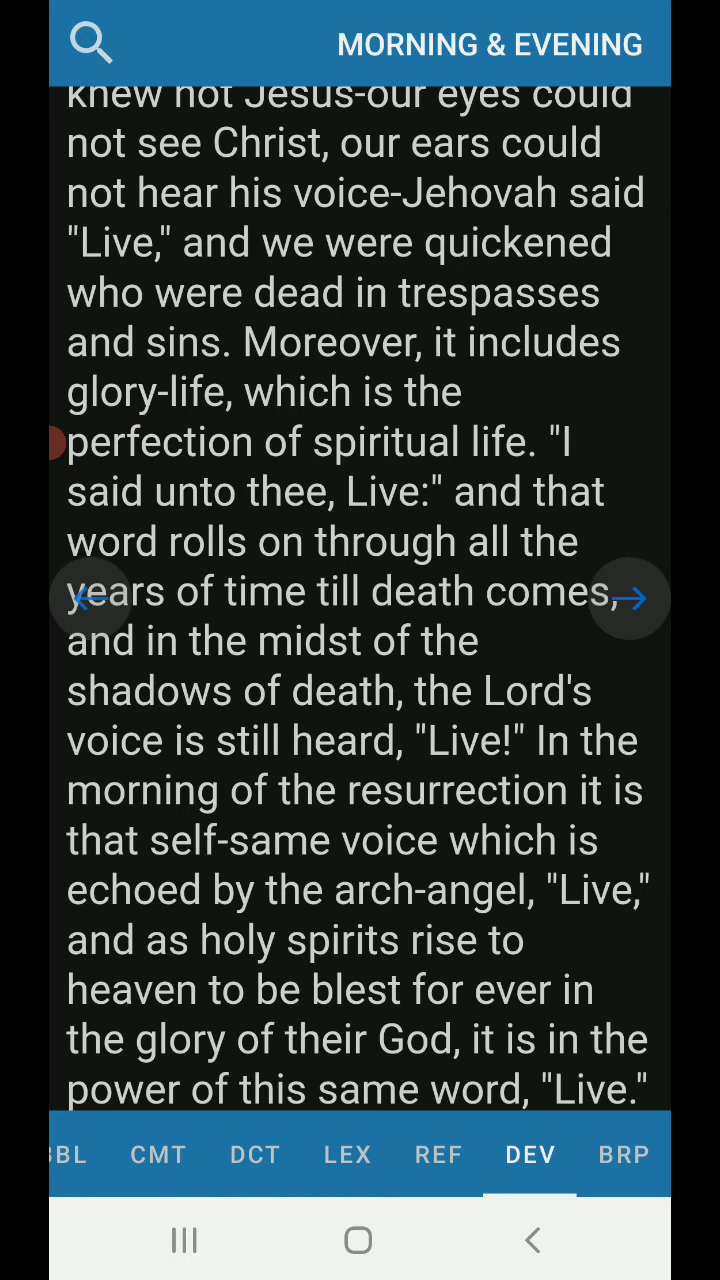 MORNING & EVENING
knew not Jesus-our eyes could
not see Christ, our ears could
not hear his voice-Jehovah said
"Live," and we were quickened
who were dead in trespasses
and sins. Moreover, it includes
glory-life, which is the
perfection of spiritual life. "I
said unto thee, Live:" and that
word rolls on through all the
years of time till death comes,
and in the midst of the
shadows of death, the Lord's
voice is still heard, "Live!" In the
morning of the resurrection it is
that self-same voice which is
echoed by the arch-angel, "Live,"
and as holy spirits rise to
heaven to be blest for ever in
the glory of their God, it is in the
power of this same word, "Live."
BBL CMT DCT LEX REF DEV BRP